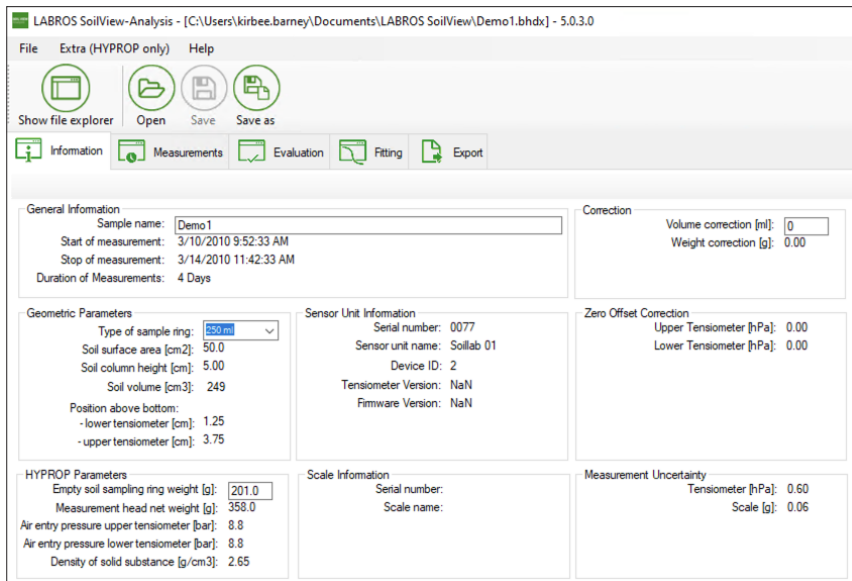 LABROS SoilView-Analysis - [C:\Users\kirbee.barney\Documents\LABROS SoilView\Demo1.bhdx] - 5.0.3.0
File Extra (HYPROP only) Help
Show file explorer Open Save Save as
Information Measurements Evaluation Fitting Export
General Information
Sample name: Demo1
Start of measurement: 3/10/2010 9:52:33 AM
Stop of measurement: 3/14/2010 11:42:33 AM
Duration of Measurements: 4 Days
Correction
Volume correction [ml]: 0
Weight correction [g]: 0.00
Geometric Parameters
Type of sample ring: 250 ml
Soil surface area [cm2]: 50.0
Soil column height [cm]: 5.00
Soil volume [cm3]: 249
Position above bottom:
- lower tensiometer [cm]: 1.25
- upper tensiometer [cm]: 3.75
Sensor Unit Information
Serial number: 0077
Sensor unit name: Soillab 01
Device ID: 2
Tensiometer Version: NaN
Firmware Version: NaN
Zero Offset Correction
Upper Tensiometer [hPa]: 0.00
Lower Tensiometer [hPa]: 0.00
HYPROP Parameters
Empty soil sampling ring weight [g]: 201.0
Measurement head net weight [g]: 358.0
Air entry pressure upper tensiometer [bar]: 8.8
Air entry pressure lower tensiometer [bar]: 8.8
Density of solid substance [g/cm3]: 2.65
Scale Information
Serial number:
Scale name:
Measurement Uncertainty
Tensiometer [hPa]: 0.60
Scale [g]: 0.06